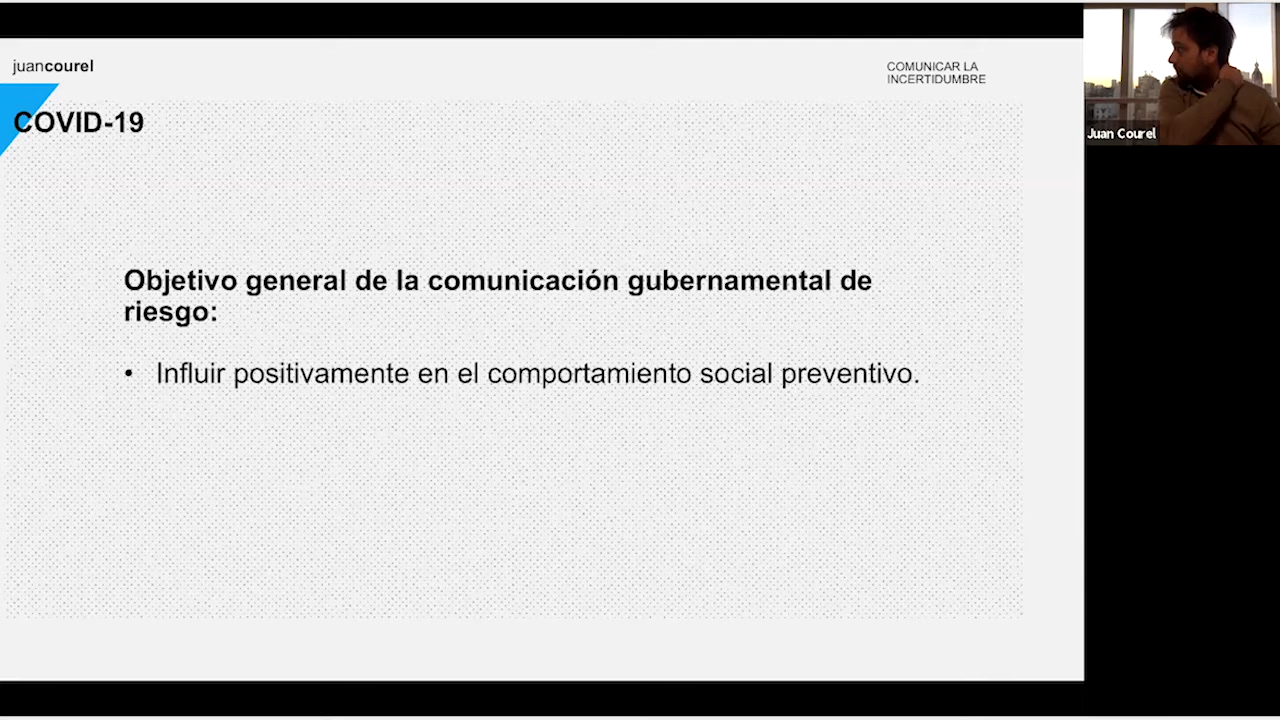 juancourel
COMUNICAR LA
INCERTIDUMBRE
COVID-19
Objetivo general de la comunicación gubernamental de
riesgo:
• Influir positivamente en el comportamiento social preventivo.
Juan Courel